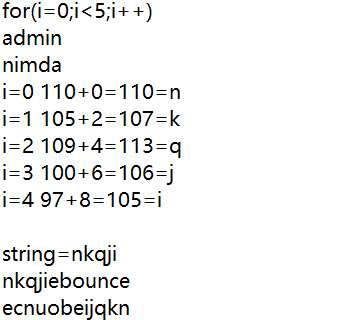 for(i=0;i<5;i++)
admin
nimda
i=0 110+0=110=n
i=1 105+2=107=k
i=2 109+4=113=q
i=3 100+6=106=j
i=4 97+8=105=i
string=nkqji
nkqjiebounce
ecnuobeijqkn